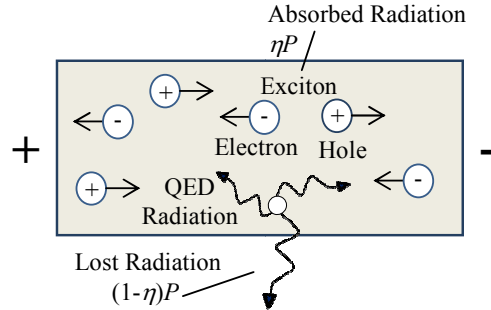 Absorbed Radiation
ηP
Exciton
+
-
-
+
+ -
Electron Hole
+
QED
Radiation
-
Lost Radiation
(1-η)P